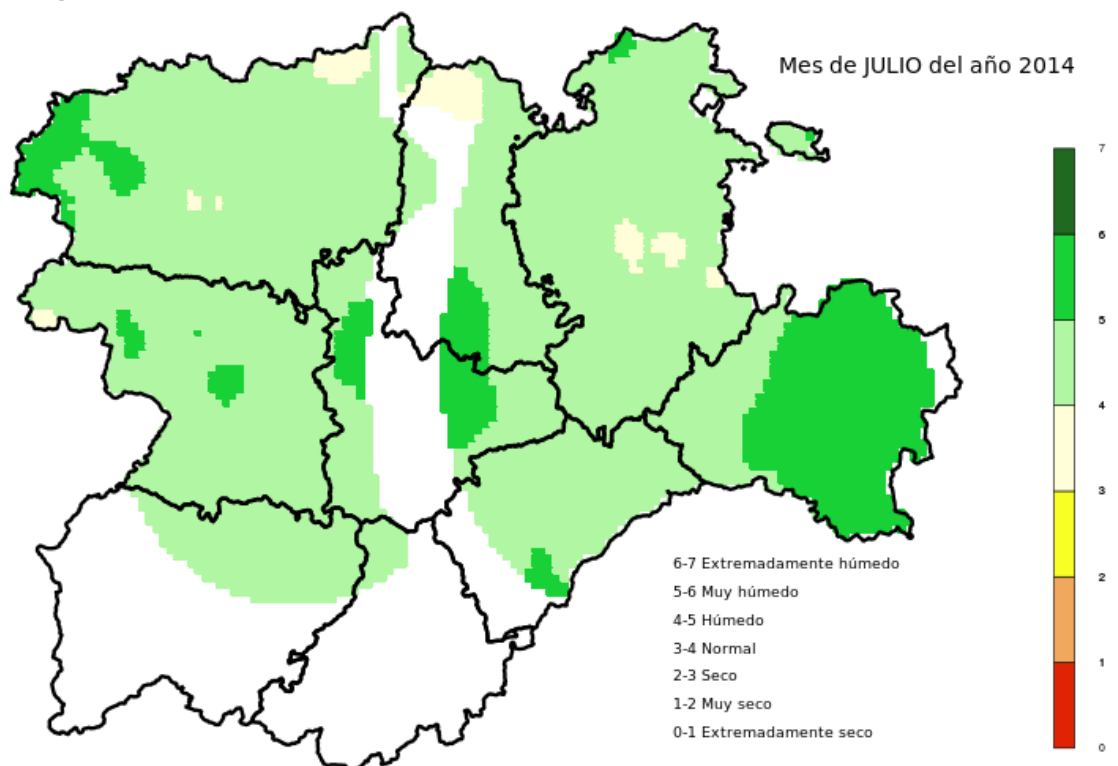 Mes de JULIO del año 2014
7
6
5
4
3
2
1
0
6-7 Extremadamente húmedo
5-6 Muy húmedo
4-5 Húmedo
3-4 Normal
2-3 Seco
1-2 Muy seco
0-1 Extremadamente seco